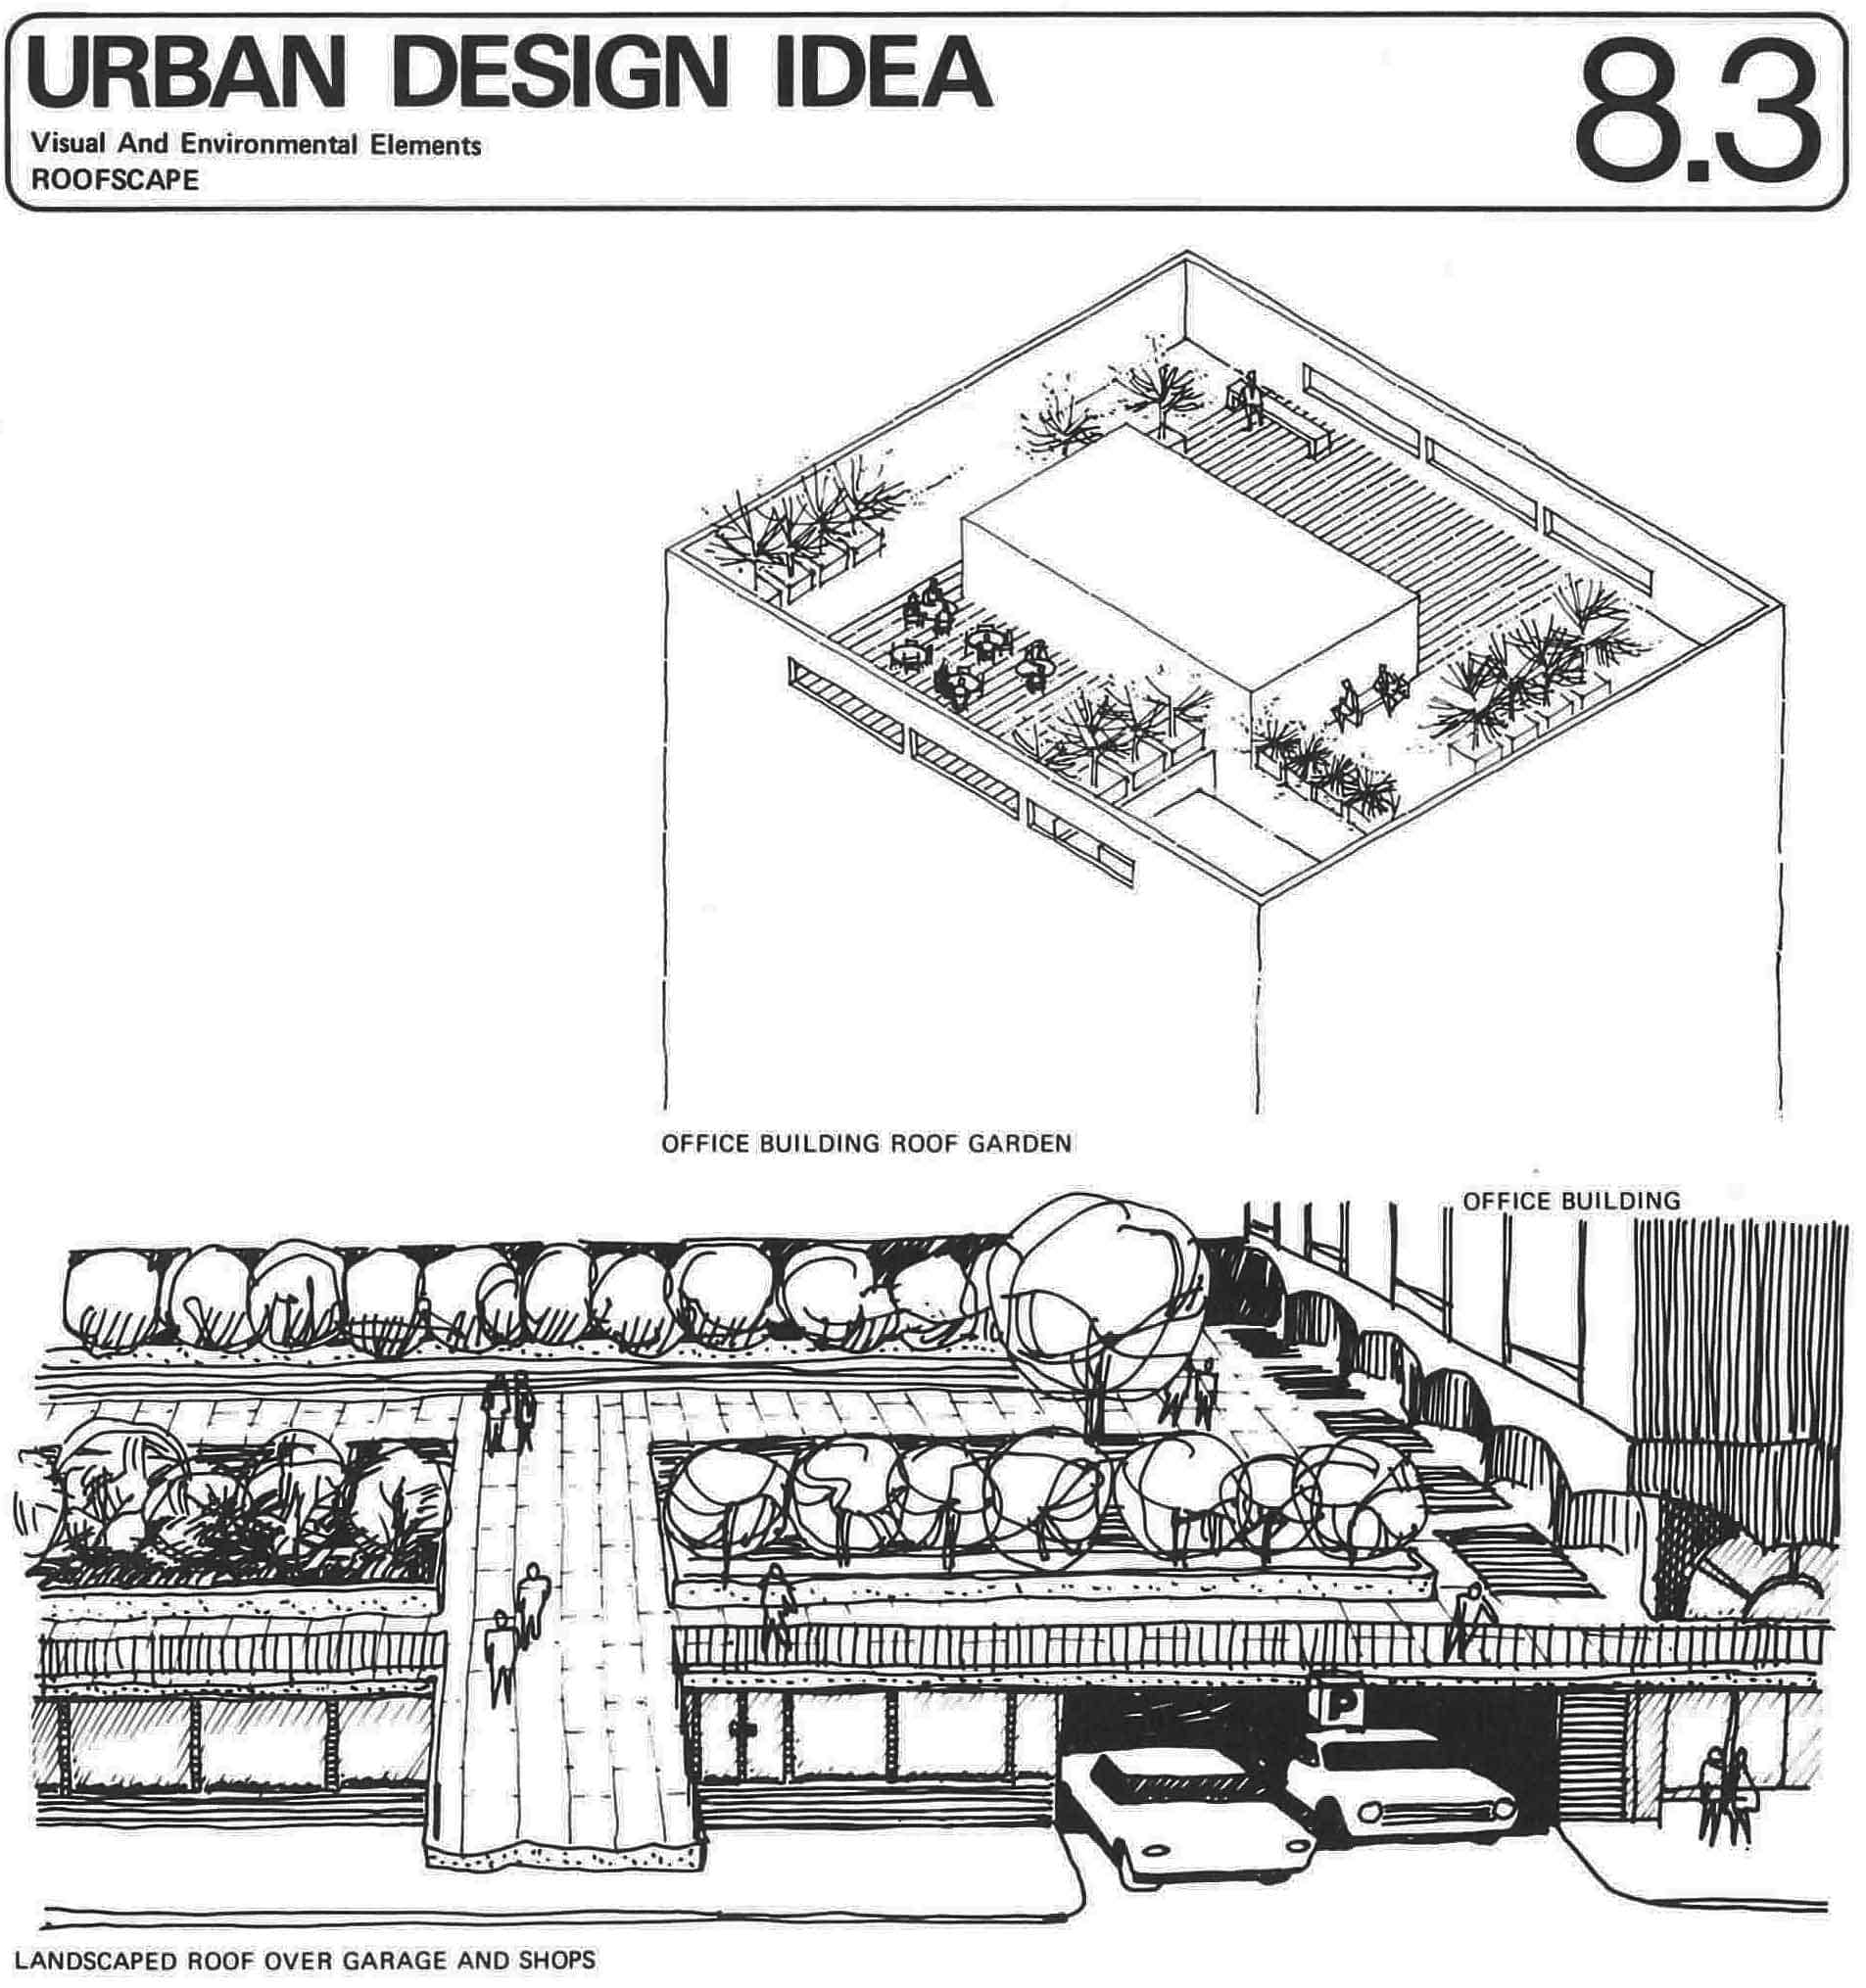 URBAN DESIGN IDEA
8.3
Visual And Environmental Elements
ROOFSCAPE
OFFICE BUILDING ROOF GARDEN
OFFICE BUILDING
P
LANDSCAPED ROOF OVER GARAGE AND SHOPS